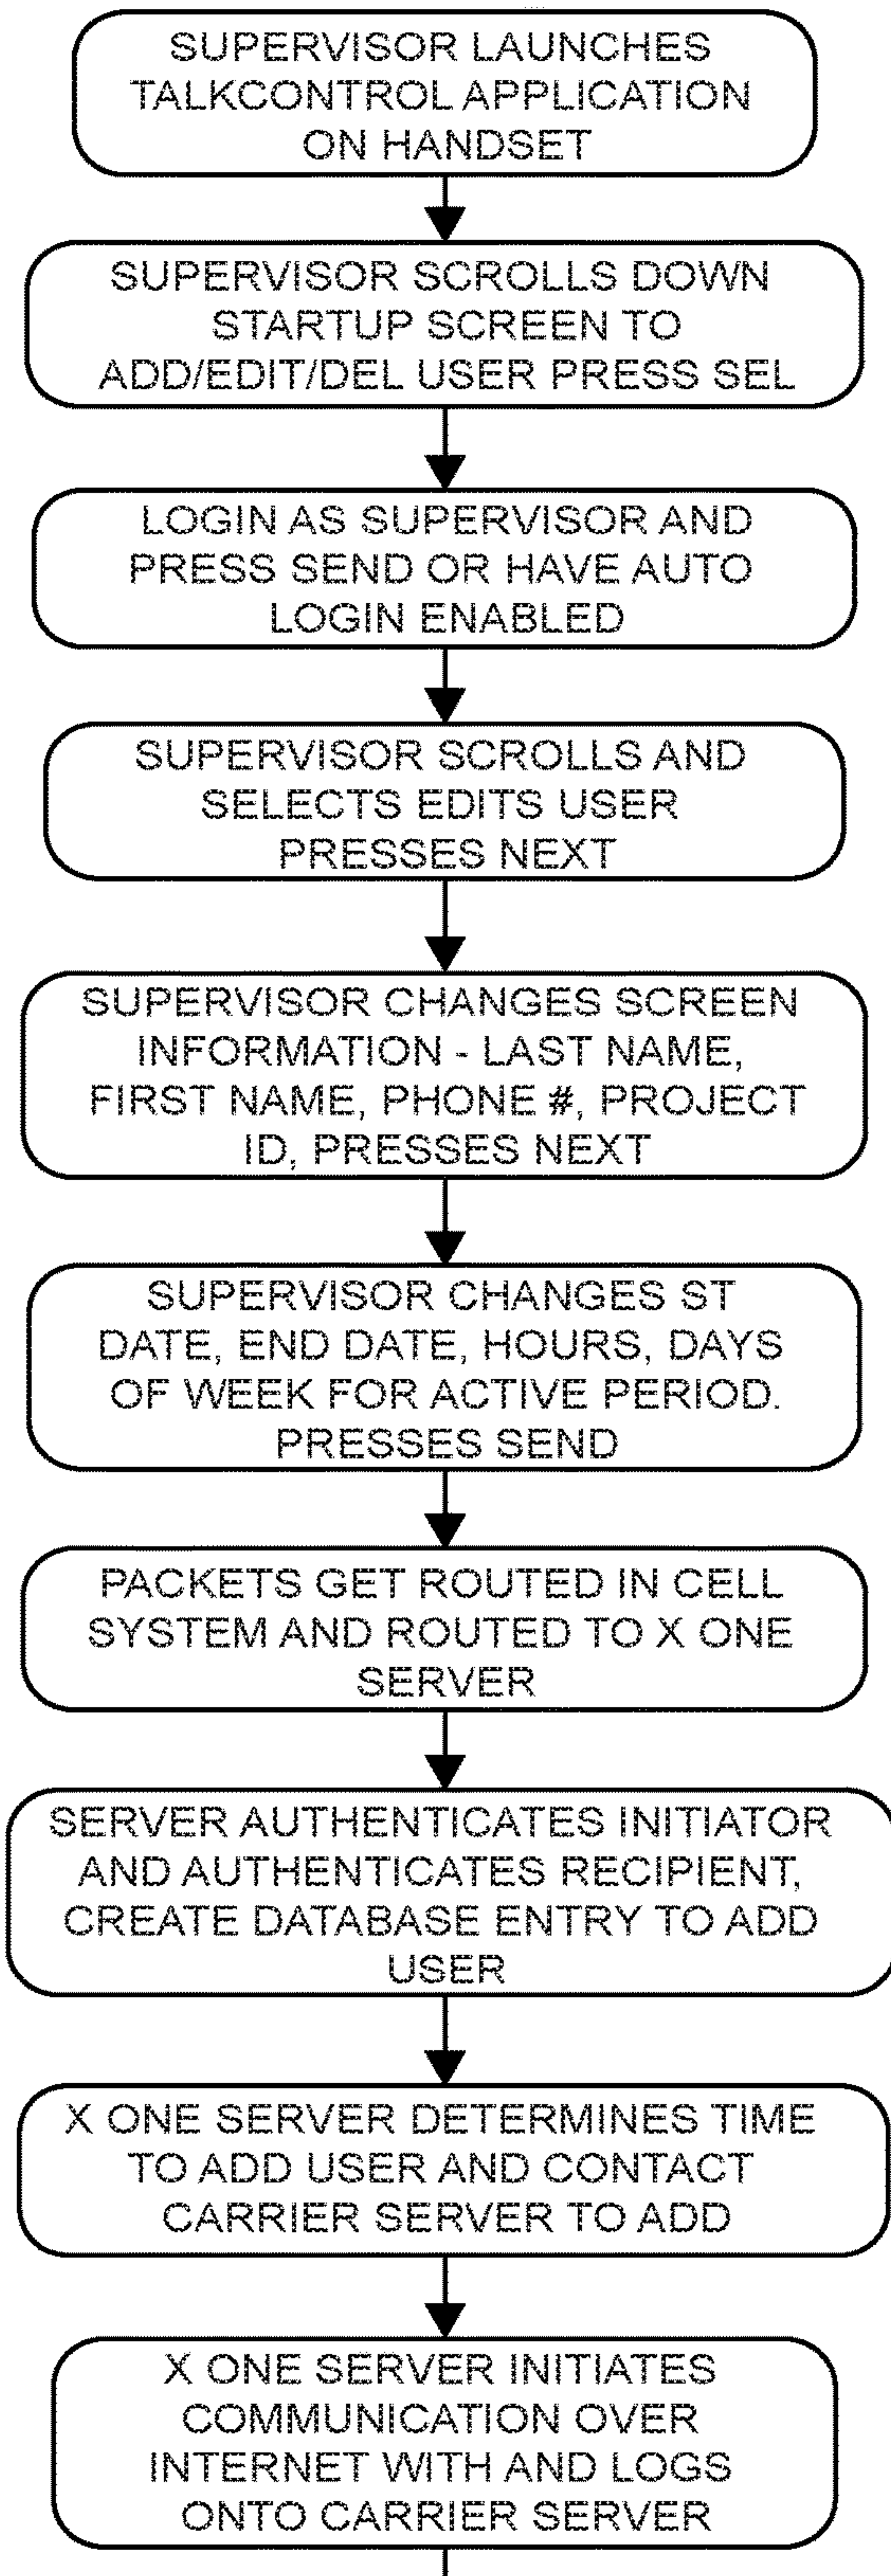 SUPERVISOR LAUNCHES
TALKCONTROL APPLICATION
ON HANDSET
SUPERVISOR SCROLLS DOWN
STARTUP SCREEN TO
ADD/EDIT/DEL USER PRESS SEL
LOGIN AS SUPERVISOR AND
PRESS SEND OR HAVE AUTO
LOGIN ENABLED
SUPERVISOR SCROLLS AND
SELECTS EDITS USER
PRESSES NEXT
SUPERVISOR CHANGES SCREEN
INFORMATION - LAST NAME,
FIRST NAME, PHONE #, PROJECT
ID, PRESSES NEXT
SUPERVISOR CHANGES ST
DATE, END DATE, HOURS, DAYS
OF WEEK FOR ACTIVE PERIOD.
PRESSES SEND
PACKETS GET ROUTED IN CELL
SYSTEM AND ROUTED TO X ONE
SERVER
SERVER AUTHENTICATES INITIATOR
AND AUTHENTICATES RECIPIENT,
CREATE DATABASE ENTRY TO ADD
USER
X ONE SERVER DETERMINES TIME
TO ADD USER AND CONTACT
CARRIER SERVER TO ADD
X ONE SERVER INITIATES
COMMUNICATION OVER
INTERNET WITH AND LOGS
ONTO CARRIER SERVER